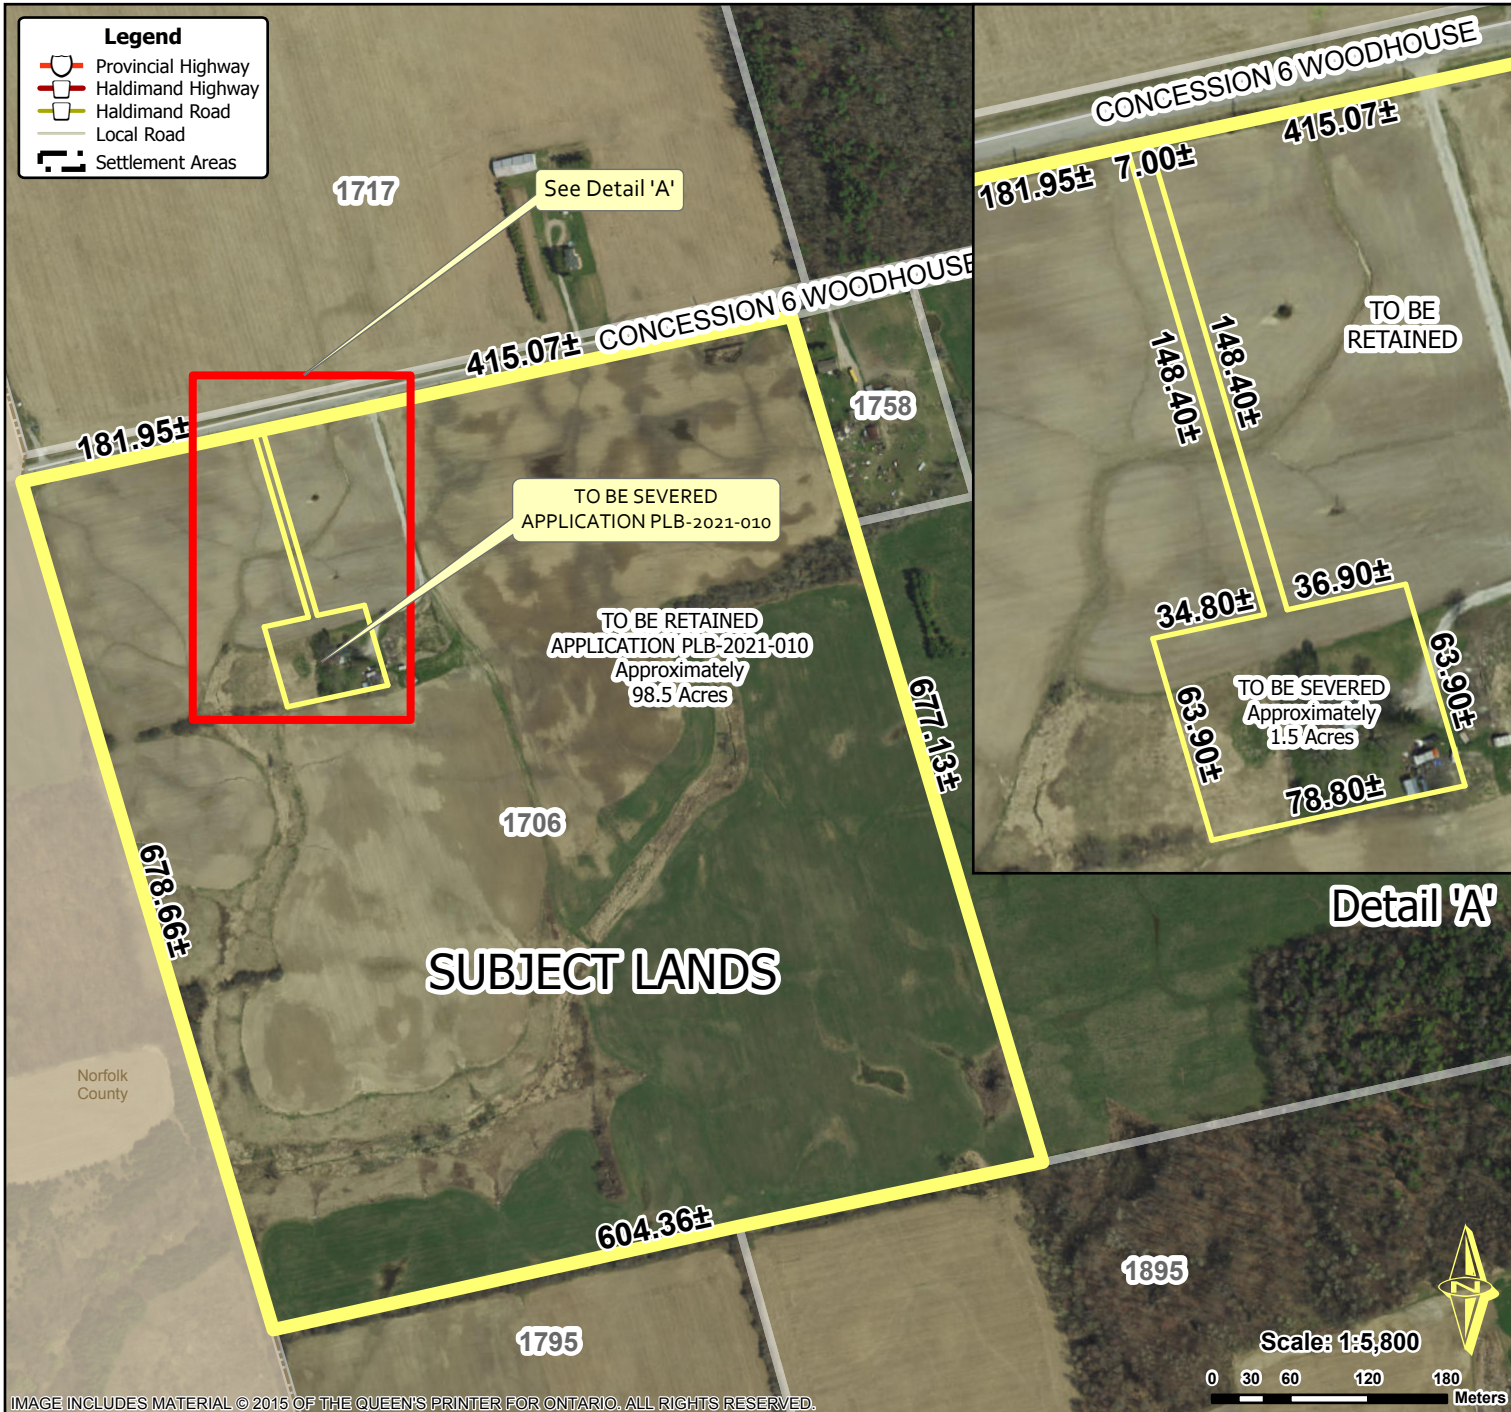 Legend
Provincial Highway
Haldimand Highway
Haldimand Road
Local Road
Settlement Areas
1717
See Detail 'A'
CONCESSION 6 WOODHOUSE
415.07±
181.95±
1758
TO BE SEVERED
APPLICATION PLB-2021-010
TO BE RETAINED
APPLICATION PLB-2021-010
Approximately
98.5 Acres
677.13±
1706
678.66±
SUBJECT LANDS
Norfolk
County
604.36±
1795
1895
CONCESSION 6 WOODHOUSE
415.07±
7.00±
181.95±
TO BE
RETAINED
148.40±
148.40±
36.90±
34.80±
63.90±
63.90±
TO BE SEVERED
Approximately
1.5 Acres
78.80±
Detail 'A'
N
Scale: 1:5,800
0 30 60 120 180
Meters
IMAGE INCLUDES MATERIAL © 2015 OF THE QUEEN'S PRINTER FOR ONTARIO. ALL RIGHTS RESERVED.